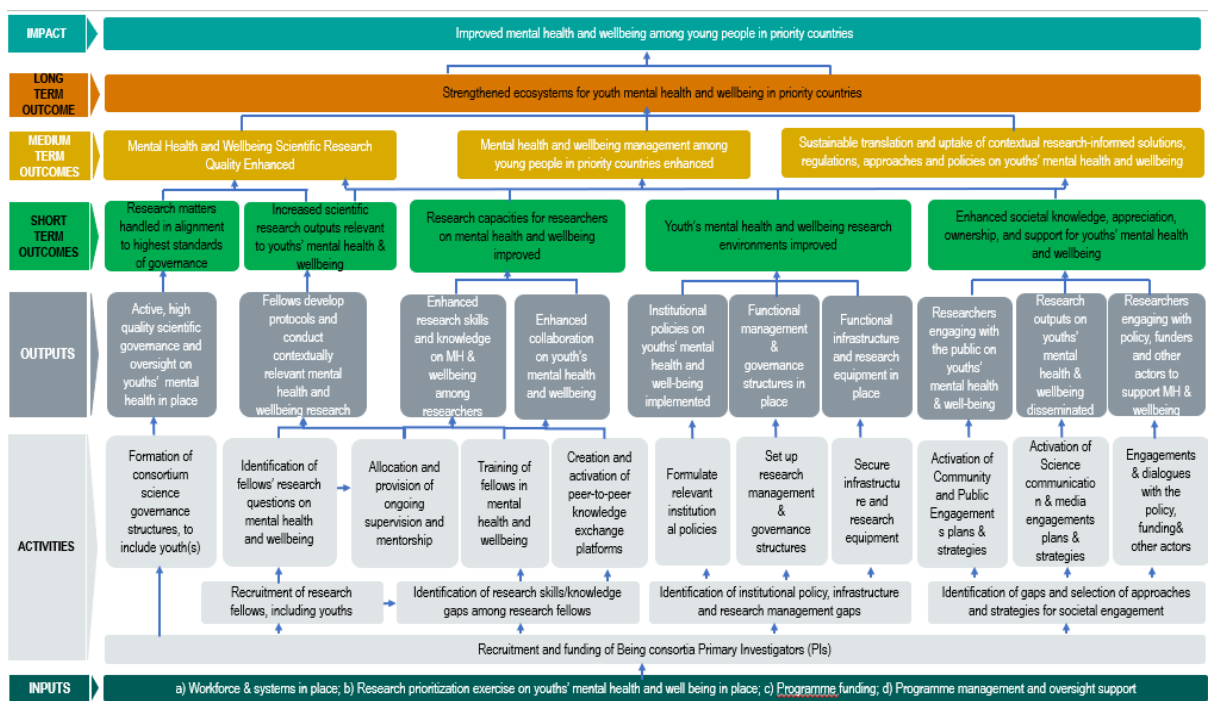 IMPACT
Improved mental health and wellbeing among young people in priority countries
LONG
TERM
OUTCOME
Strengthened ecosystems for youth mental health and wellbeing in priority countries
MEDIUM
TERM
OUTCOMES
Mental Health and Wellbeing Scientific Research
Quality Enhanced
Mental health and wellbeing management among
young people in priority countries enhanced
Sustainable translation and uptake of contextual research-informed solutions,
regulations, approaches and policies on youths' mental health and wellbeing
SHORT
TERM
OUTCOMES
Research matters
handled in alignment
to highest standards
of governance
Increased scientific
research outputs relevant
to youths' mental health &
wellbeing
Research capacities for researchers
on mental health and wellbeing
improved
Youth's mental health and wellbeing research
environments improved
Enhanced societal knowledge, appreciation,
ownership, and support for youths' mental health
and wellbeing
OUTPUTS
Active, high
quality scientific
governance and
oversight on
youths' mental
health in place
Fellows develop
protocols and
conduct
contextually
relevant mental
health and
wellbeing research
Enhanced
research skills
and knowledge
on MH &
wellbeing
among
researchers
Enhanced
collaboration
on youth's
mental health
and wellbeing
Institutional
policies on
youths' mental
health and
well-being
implemented
Functional
management
&
governance
structures in
place
Functional
infrastructure
and research
equipment in
place
Researchers
engaging with
the public on
youths'
mental health
& well-being
Research
outputs on
youths'
mental
health &
wellbeing
disseminated
Researchers
engaging with
policy, funders
and other
actors to
support MH &
wellbeing
ACTIVITIES
Formation of
consortium
science
governance
structures, to
include youth(s)
Identification of
fellows' research
questions on
mental health
and wellbeing
Allocation and
provision of
ongoing
supervision and
mentorship
Training of
fellows in
mental
health and
wellbeing
Creation and
activation of
peer-to-peer
knowledge
exchange
platforms
Formulate
relevant
institution
al policies
Set up
research
management
&
governance
structures
Secure
infrastructu
re and
research
equipment
Activation of
Community
and Public
Engagement
s plans &
strategies
Activation of
Science
communicatio
n & media
engagements
plans &
strategies
Engagements
& dialogues
with the
policy,
funding&
other actors
Recruitment of research
fellows, including youths
Identification of research skills/knowledge
gaps among research fellows
Identification of institutional policy, infrastructure
and research management gaps
Identification of gaps and selection of approaches
and strategies for societal engagement
Recruitment and funding of Being consortia Primary Investigators (PIs)
INPUTS
a) Workforce & systems in place; b) Research prioritization exercise on youths' mental health and well being in place; c) Programme funding; d) Programme management and oversight support